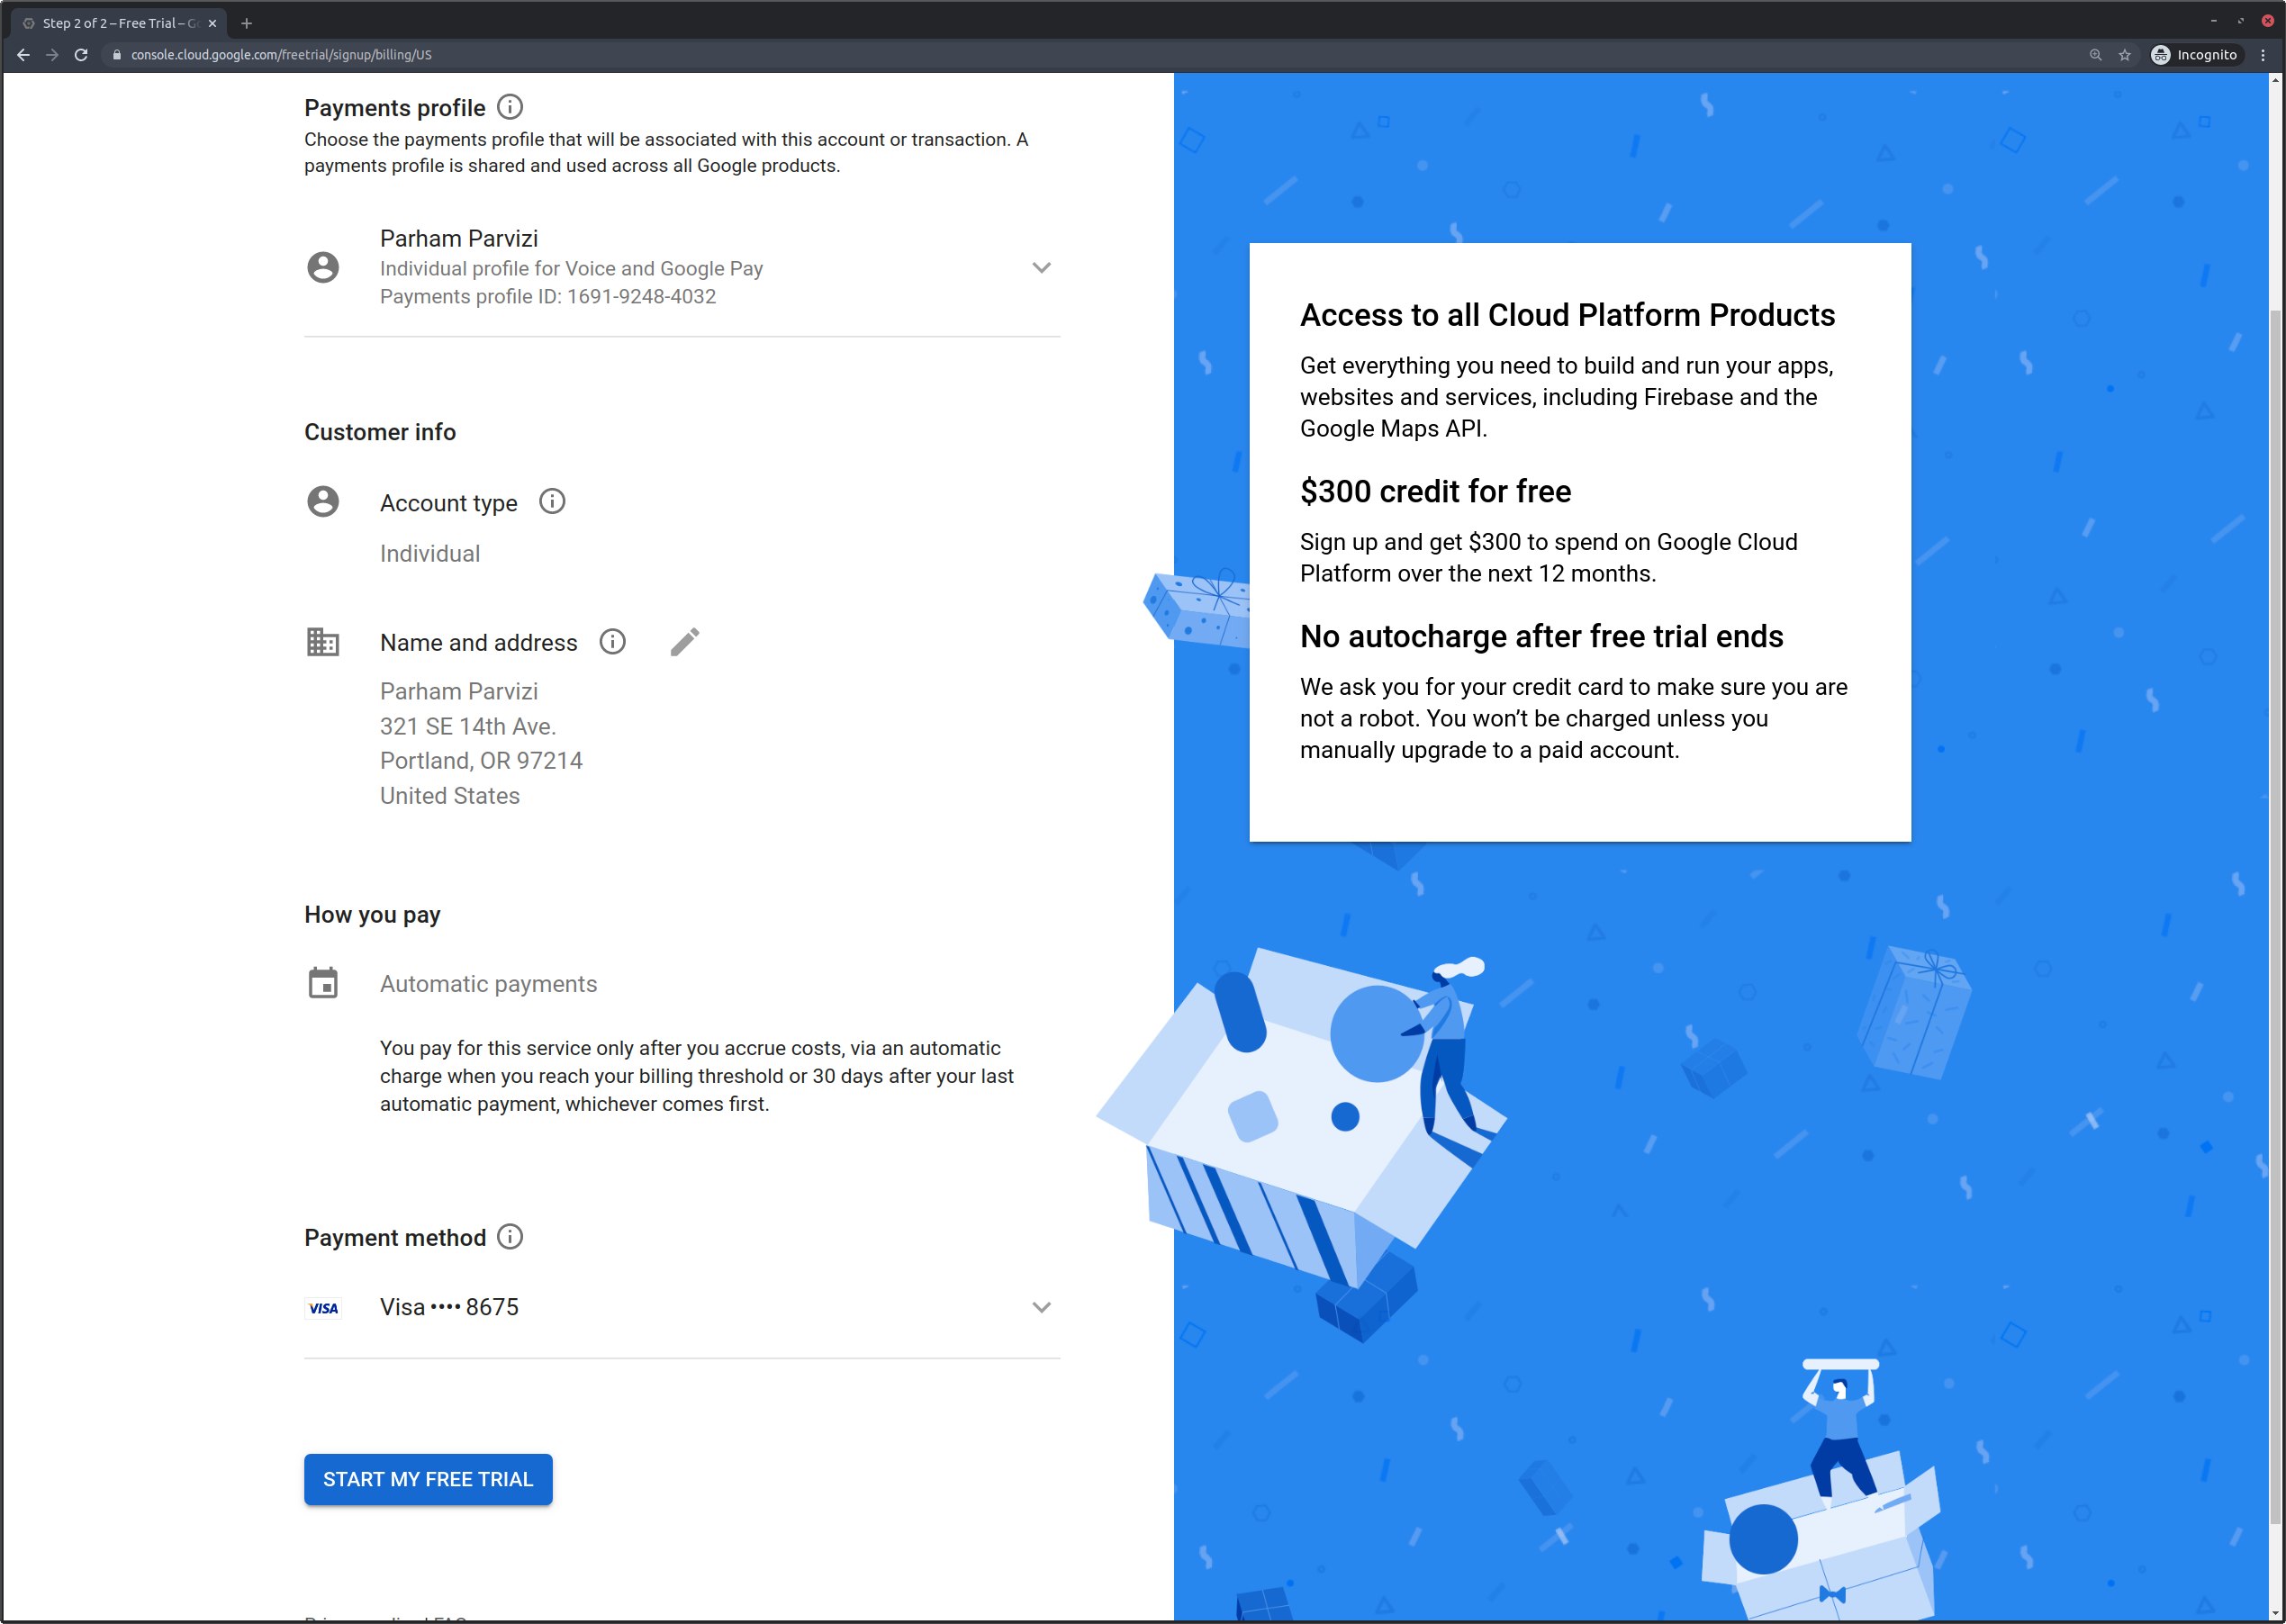 Step 2 of 2 – Free Trial – Go
console.cloud.google.com/freetrial/signup/billing/US
Incognito
Payments profile
Choose the payments profile that will be associated with this account or transaction. A
payments profile is shared and used across all Google products.
Parham Parvizi
Individual profile for Voice and Google Pay
Payments profile ID: 1691-9248-4032
Customer info
Account type
Individual
Name and address
Parham Parvizi
321 SE 14th Ave.
Portland, OR 97214
United States
How you pay
Automatic payments
You pay for this service only after you accrue costs, via an automatic
charge when you reach your billing threshold or 30 days after your last
automatic payment, whichever comes first.
Payment method
VISA
Visa •••• 8675
START MY FREE TRIAL
Access to all Cloud Platform Products
Get everything you need to build and run your apps,
websites and services, including Firebase and the
Google Maps API.
$300 credit for free
Sign up and get $300 to spend on Google Cloud
Platform over the next 12 months.
No autocharge after free trial ends
We ask you for your credit card to make sure you are
not a robot. You won’t be charged unless you
manually upgrade to a paid account.